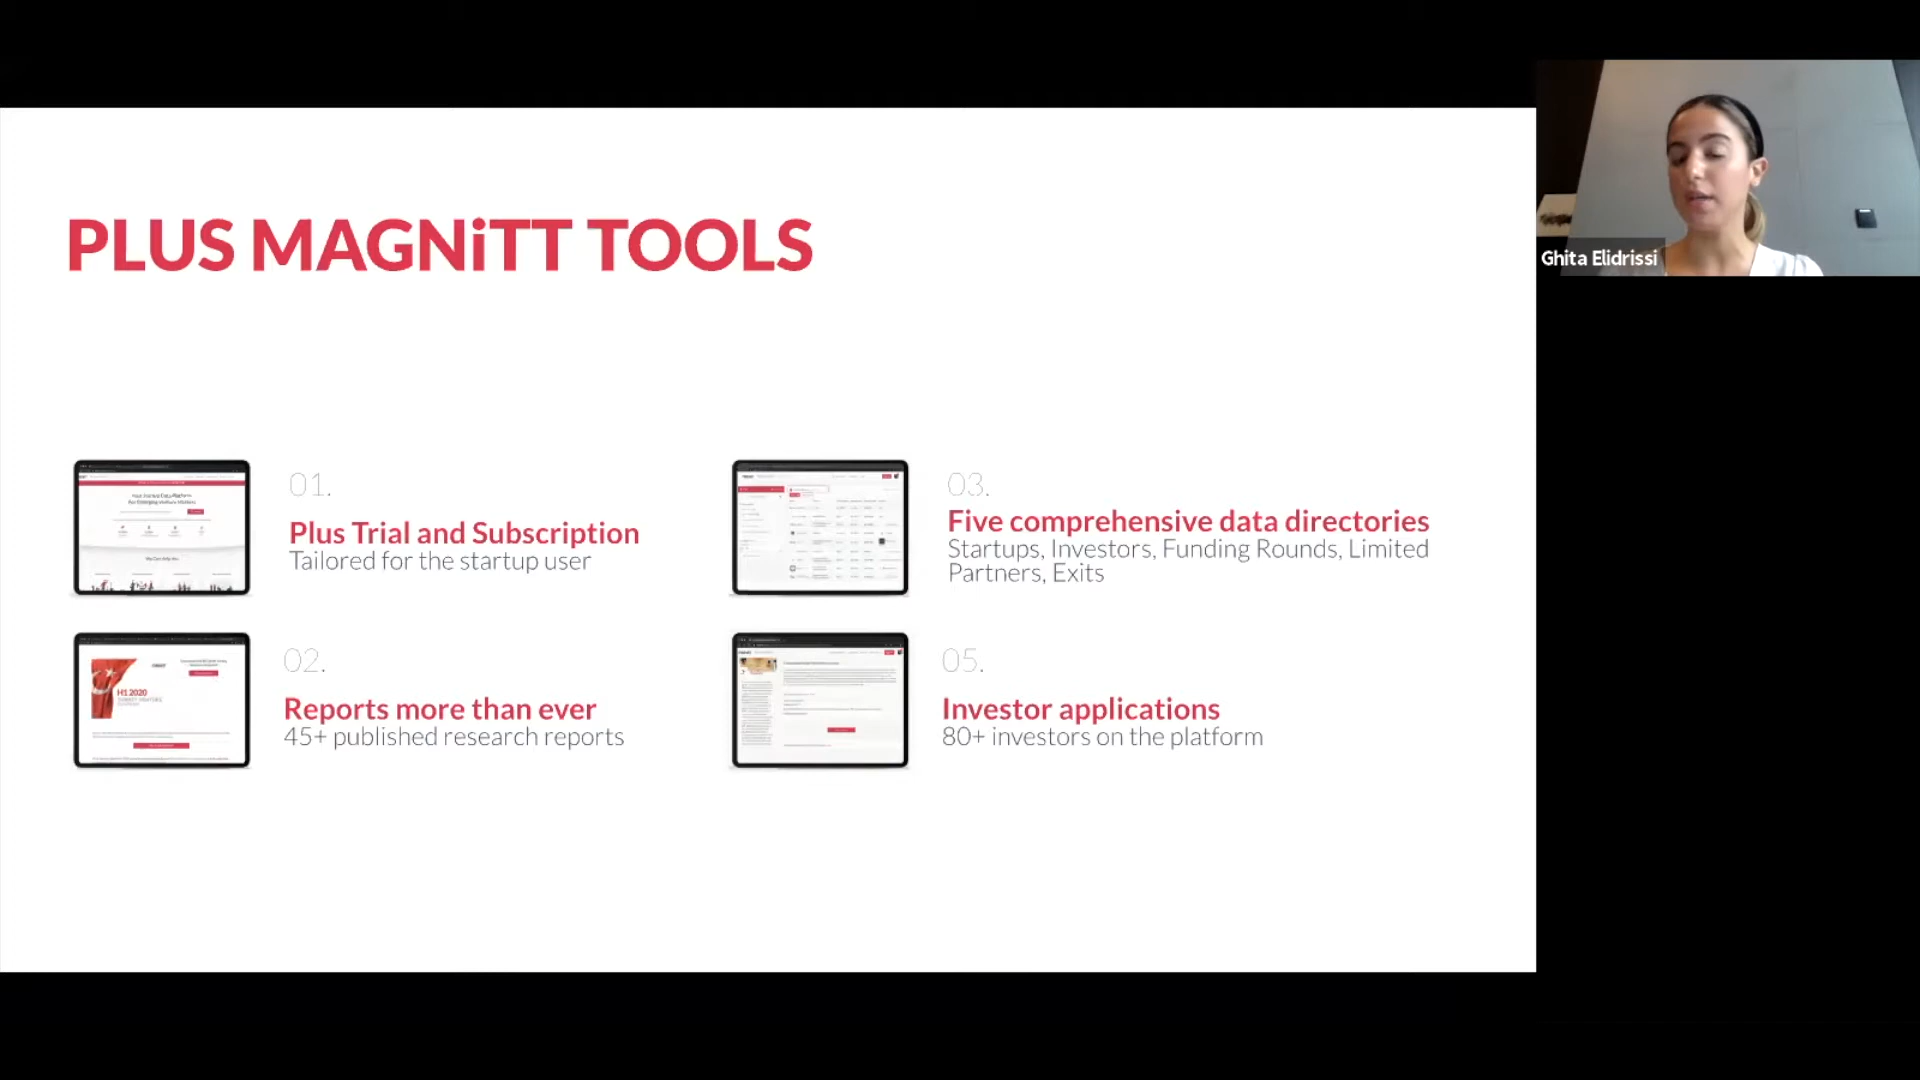 PLUS MAGNiTT TOOLS
01.
Plus Trial and Subscription
Tailored for the startup user
02.
Reports more than ever
45+ published research reports
03.
Five comprehensive data directories
Startups, Investors, Funding Rounds, Limited
Partners, Exits
05.
Investor applications
80+ investors on the platform
H1 2020
Ghita Elidrissi